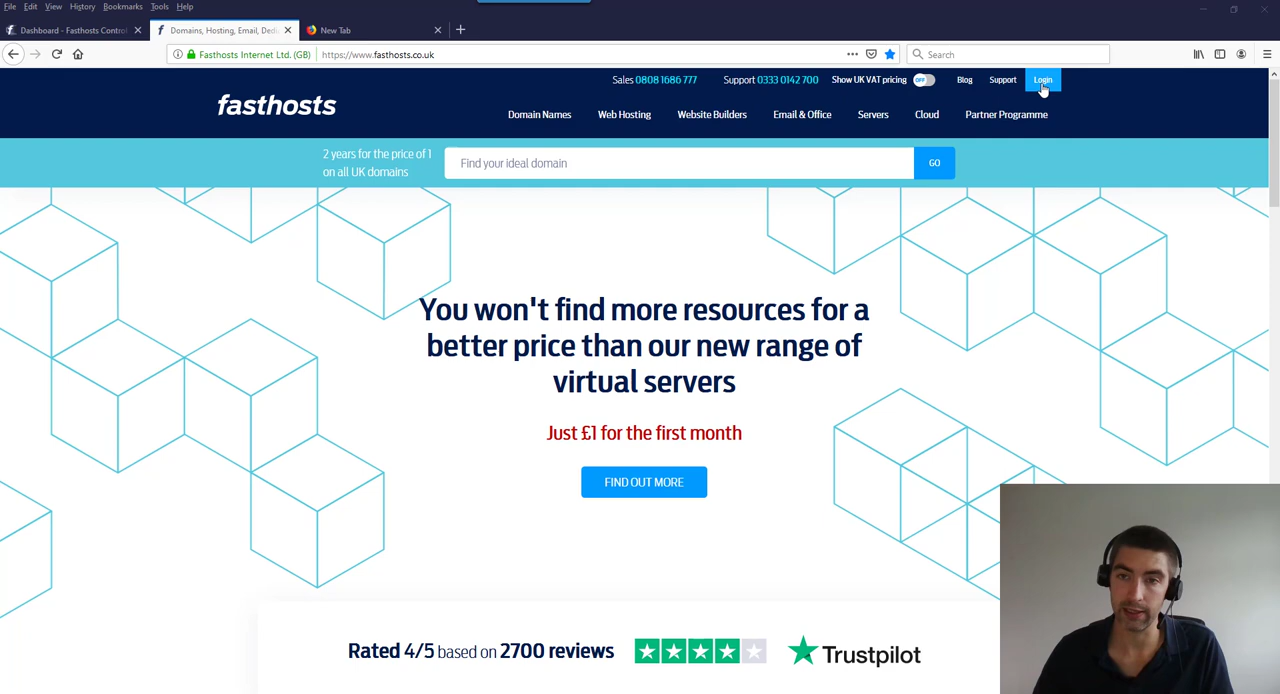 File Edit View History Bookmarks Tools Help
Dashboard - Fasthosts Control
Domains, Hosting, Email, Dedi
New Tab
Fasthosts Internet Ltd. (GB)
https://www.fasthosts.co.uk
Search
Sales 0808 1686 777
Support 0333 0142 700
Show UK VAT pricing OFF
Blog
Support
Login
fasthosts
Domain Names
Web Hosting
Website Builders
Email & Office
Servers
Cloud
Partner Programme
2 years for the price of 1
on all UK domains
Find your ideal domain
GO
You won't find more resources for a
better price than our new range of
virtual servers
Just £1 for the first month
FIND OUT MORE
Rated 4/5 based on 2700 reviews
Trustpilot